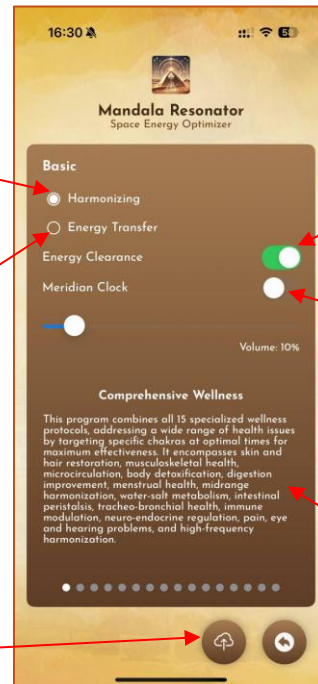 16:30
Mandala Resonator
Space Energy Optimizer
Basic
Harmonizing
Energy Transfer
Energy Clearance
Meridian Clock
Volume: 10%
Comprehensive Wellness
This program combines all 15 specialized wellness
protocols, addressing a wide range of health issues
by targeting specific chakras at optimal times for
maximum effectiveness. It encompasses skin and
hair restoration, musculoskeletal health,
microcirculation, body detoxification, digestion
improvement, menstrual health, midrange
harmonization, water-salt metabolism, intestinal
peristalsis, tracheo-bronchial health, immune
modulation, neuro-endocrine regulation, pain, eye
and hearing problems, and high-frequency
harmonization.